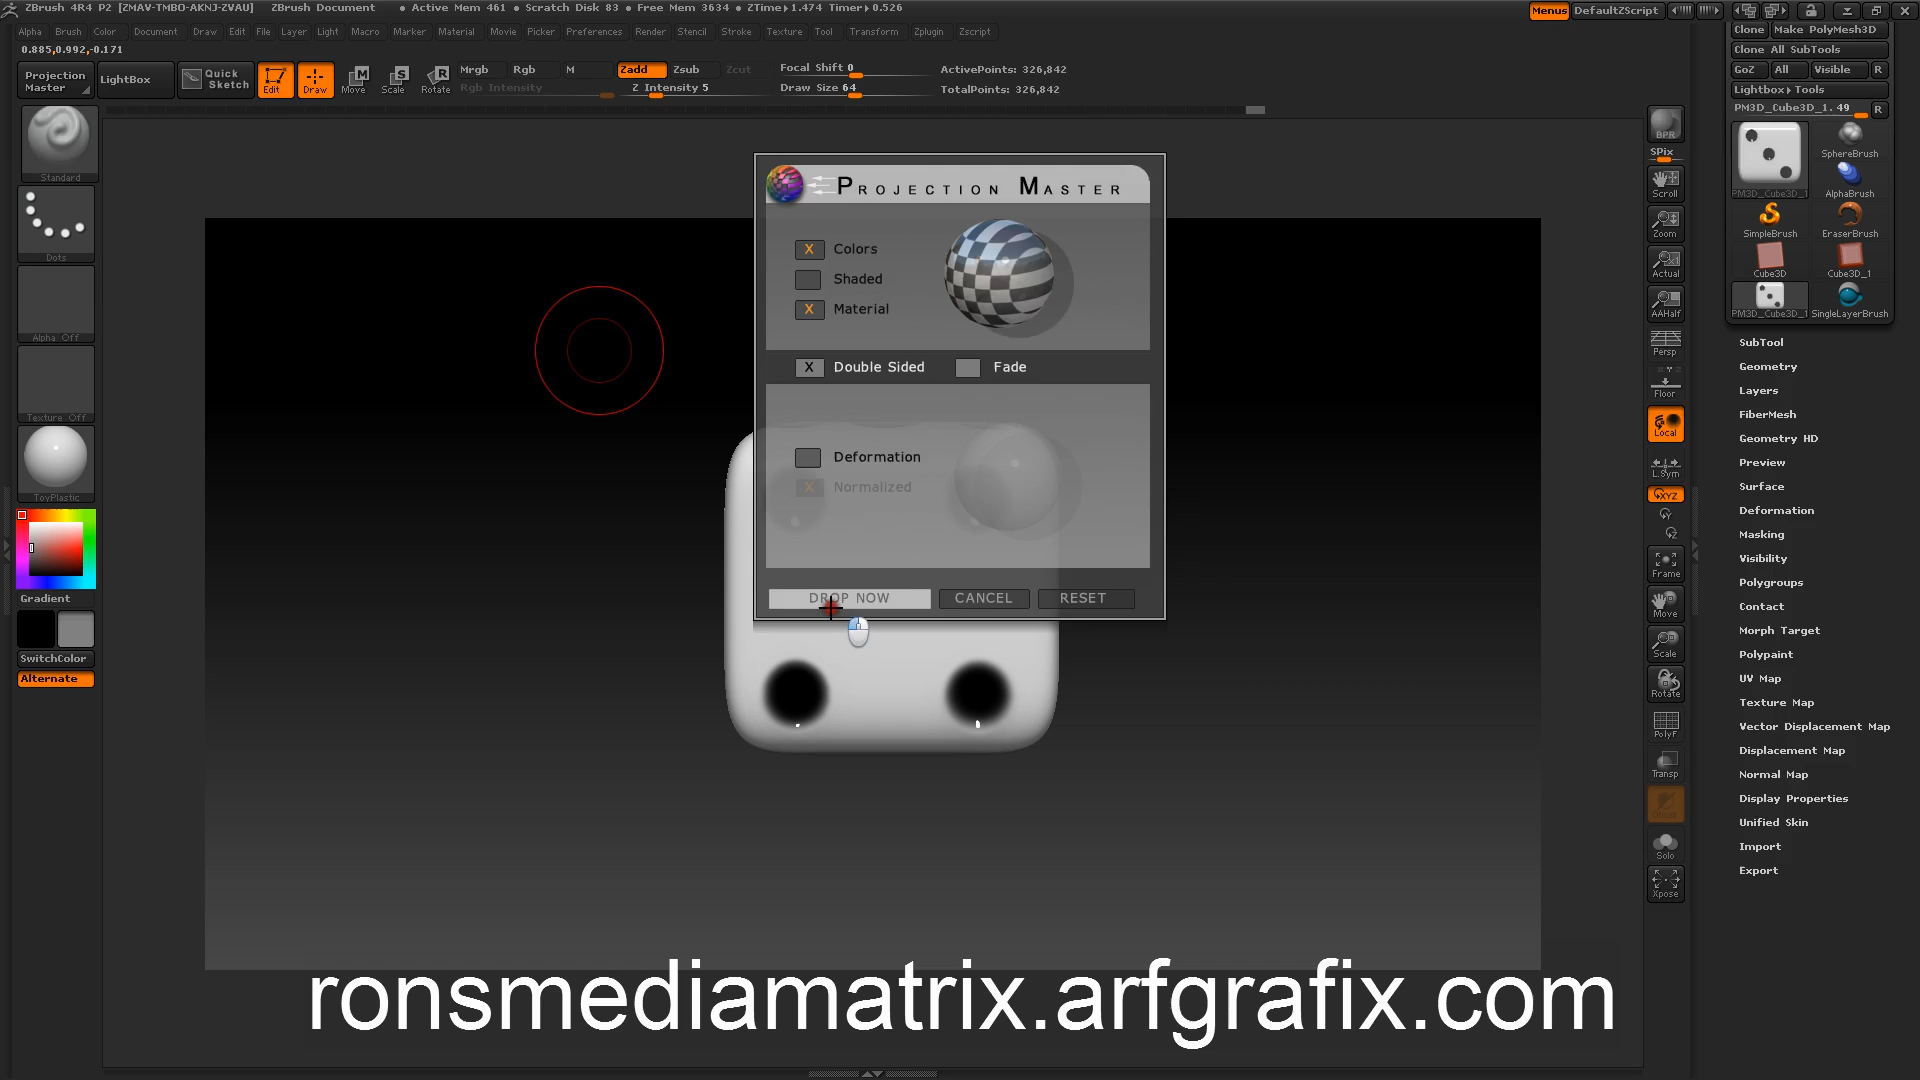 ZBrush 4R4 P2 [ZMAV-TMBO-AKNJ-ZVAU] ZBrush Document • Active Mem 461 • Scratch Disk 83 • Free Mem 3634 • ZTime▸1.474 Timer▸0.526 Menus DefaultZScript
Alpha Brush Color Document Draw Edit File Layer Light Macro Marker Material Movie Picker Preferences Render Stencil Stroke Texture Tool Transform Zplugin Zscript
0.885,0.992,-0.171
Projection Master
LightBox
Quick Sketch
Edit
Draw
Move
Scale
Rotate
Mrgb Rgb M
Rgb Intensity
Zadd Zsub Zcut
Z Intensity 5
Focal Shift 0
Draw Size 64
ActivePoints: 326,842
TotalPoints: 326,842
Standard
Dots
Alpha Off
Texture Off
ToyPlastic
Gradient
SwitchColor
Alternate
PROJECTION MASTER
X Colors
Shaded
X Material
X Double Sided Fade
Deformation
X Normalized
DROP NOW CANCEL RESET
BPR
SPix
Scroll
Zoom
Actual
AAHalf
Persp
Floor
Local
L.Sym
XYZ
Y
Z
Frame
Move
Scale
Rotate
PolyF
Transp
Solo
Xpose
Clone Make PolyMesh3D
Clone All SubTools
GoZ All Visible R
Lightbox▸Tools
PM3D_Cube3D_1. 49 R
PM3D_Cube3D_1
SphereBrush
AlphaBrush
SimpleBrush EraserBrush
Cube3D Cube3D_1
PM3D_Cube3D_1 SingleLayerBrush
SubTool
Geometry
Layers
FiberMesh
Geometry HD
Preview
Surface
Deformation
Masking
Visibility
Polygroups
Contact
Morph Target
Polypaint
UV Map
Texture Map
Vector Displacement Map
Displacement Map
Normal Map
Display Properties
Unified Skin
Import
Export
ronsmediamatrix.arfgrafix.com